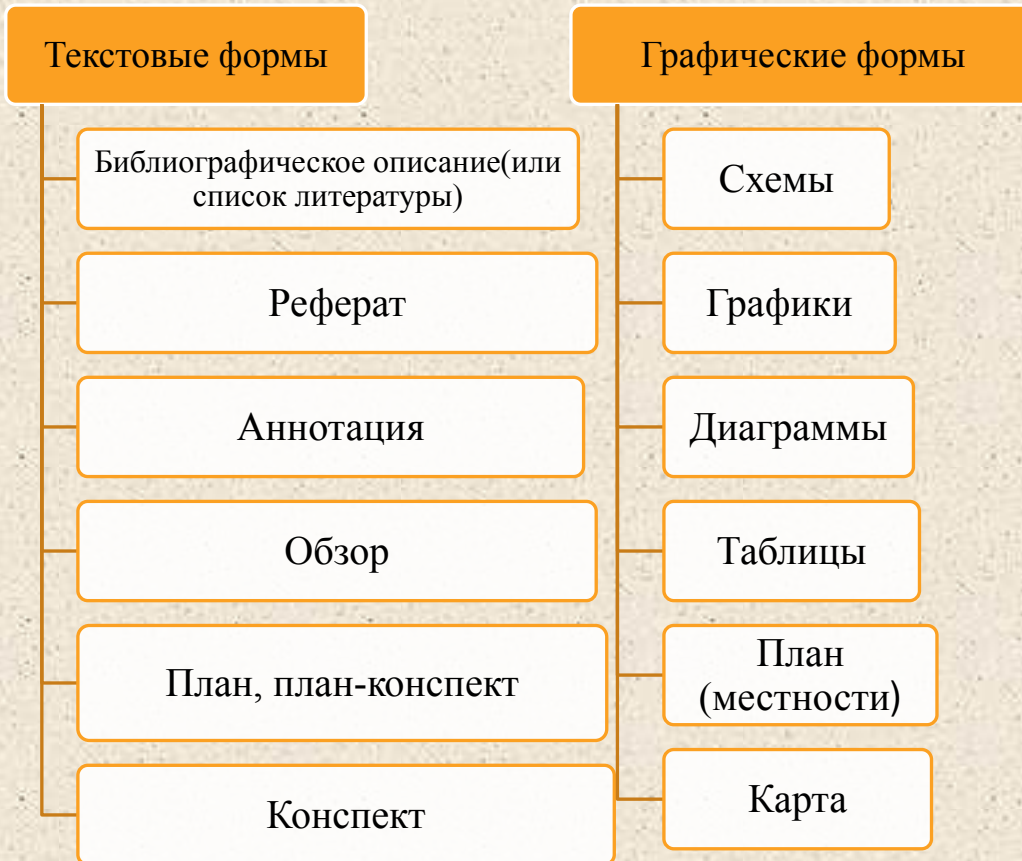 Текстовые формы
Библиографическое описание(или
список литературы)
Реферат
Аннотация
Обзор
План, план-конспект
Конспект
Графические формы
Схемы
Графики
Диаграммы
Таблицы
План
(местности)
Карта